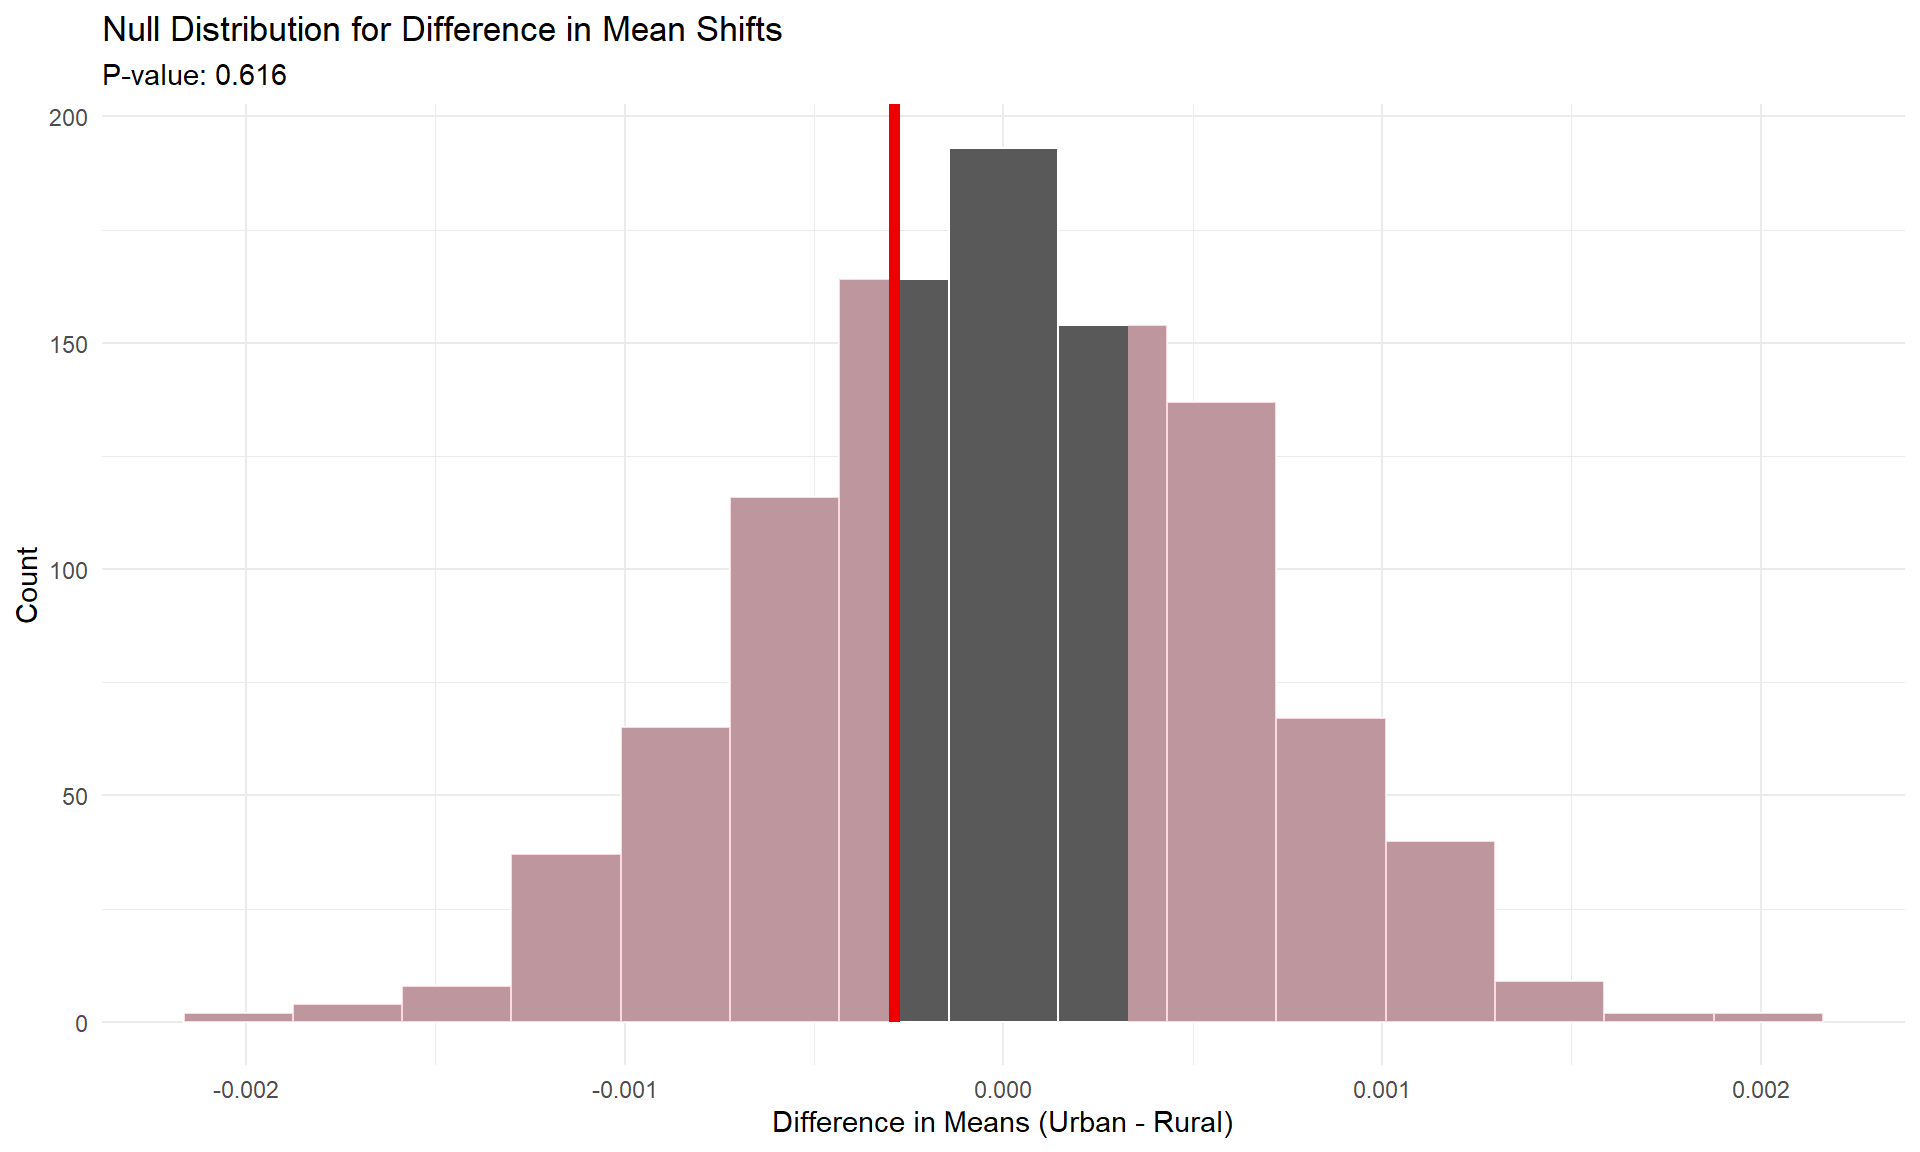 Null Distribution for Difference in Mean Shifts
P-value: 0.616
200
150
100
50
0
Count
-0.002
-0.001
0.000
0.001
0.002
Difference in Means (Urban - Rural)